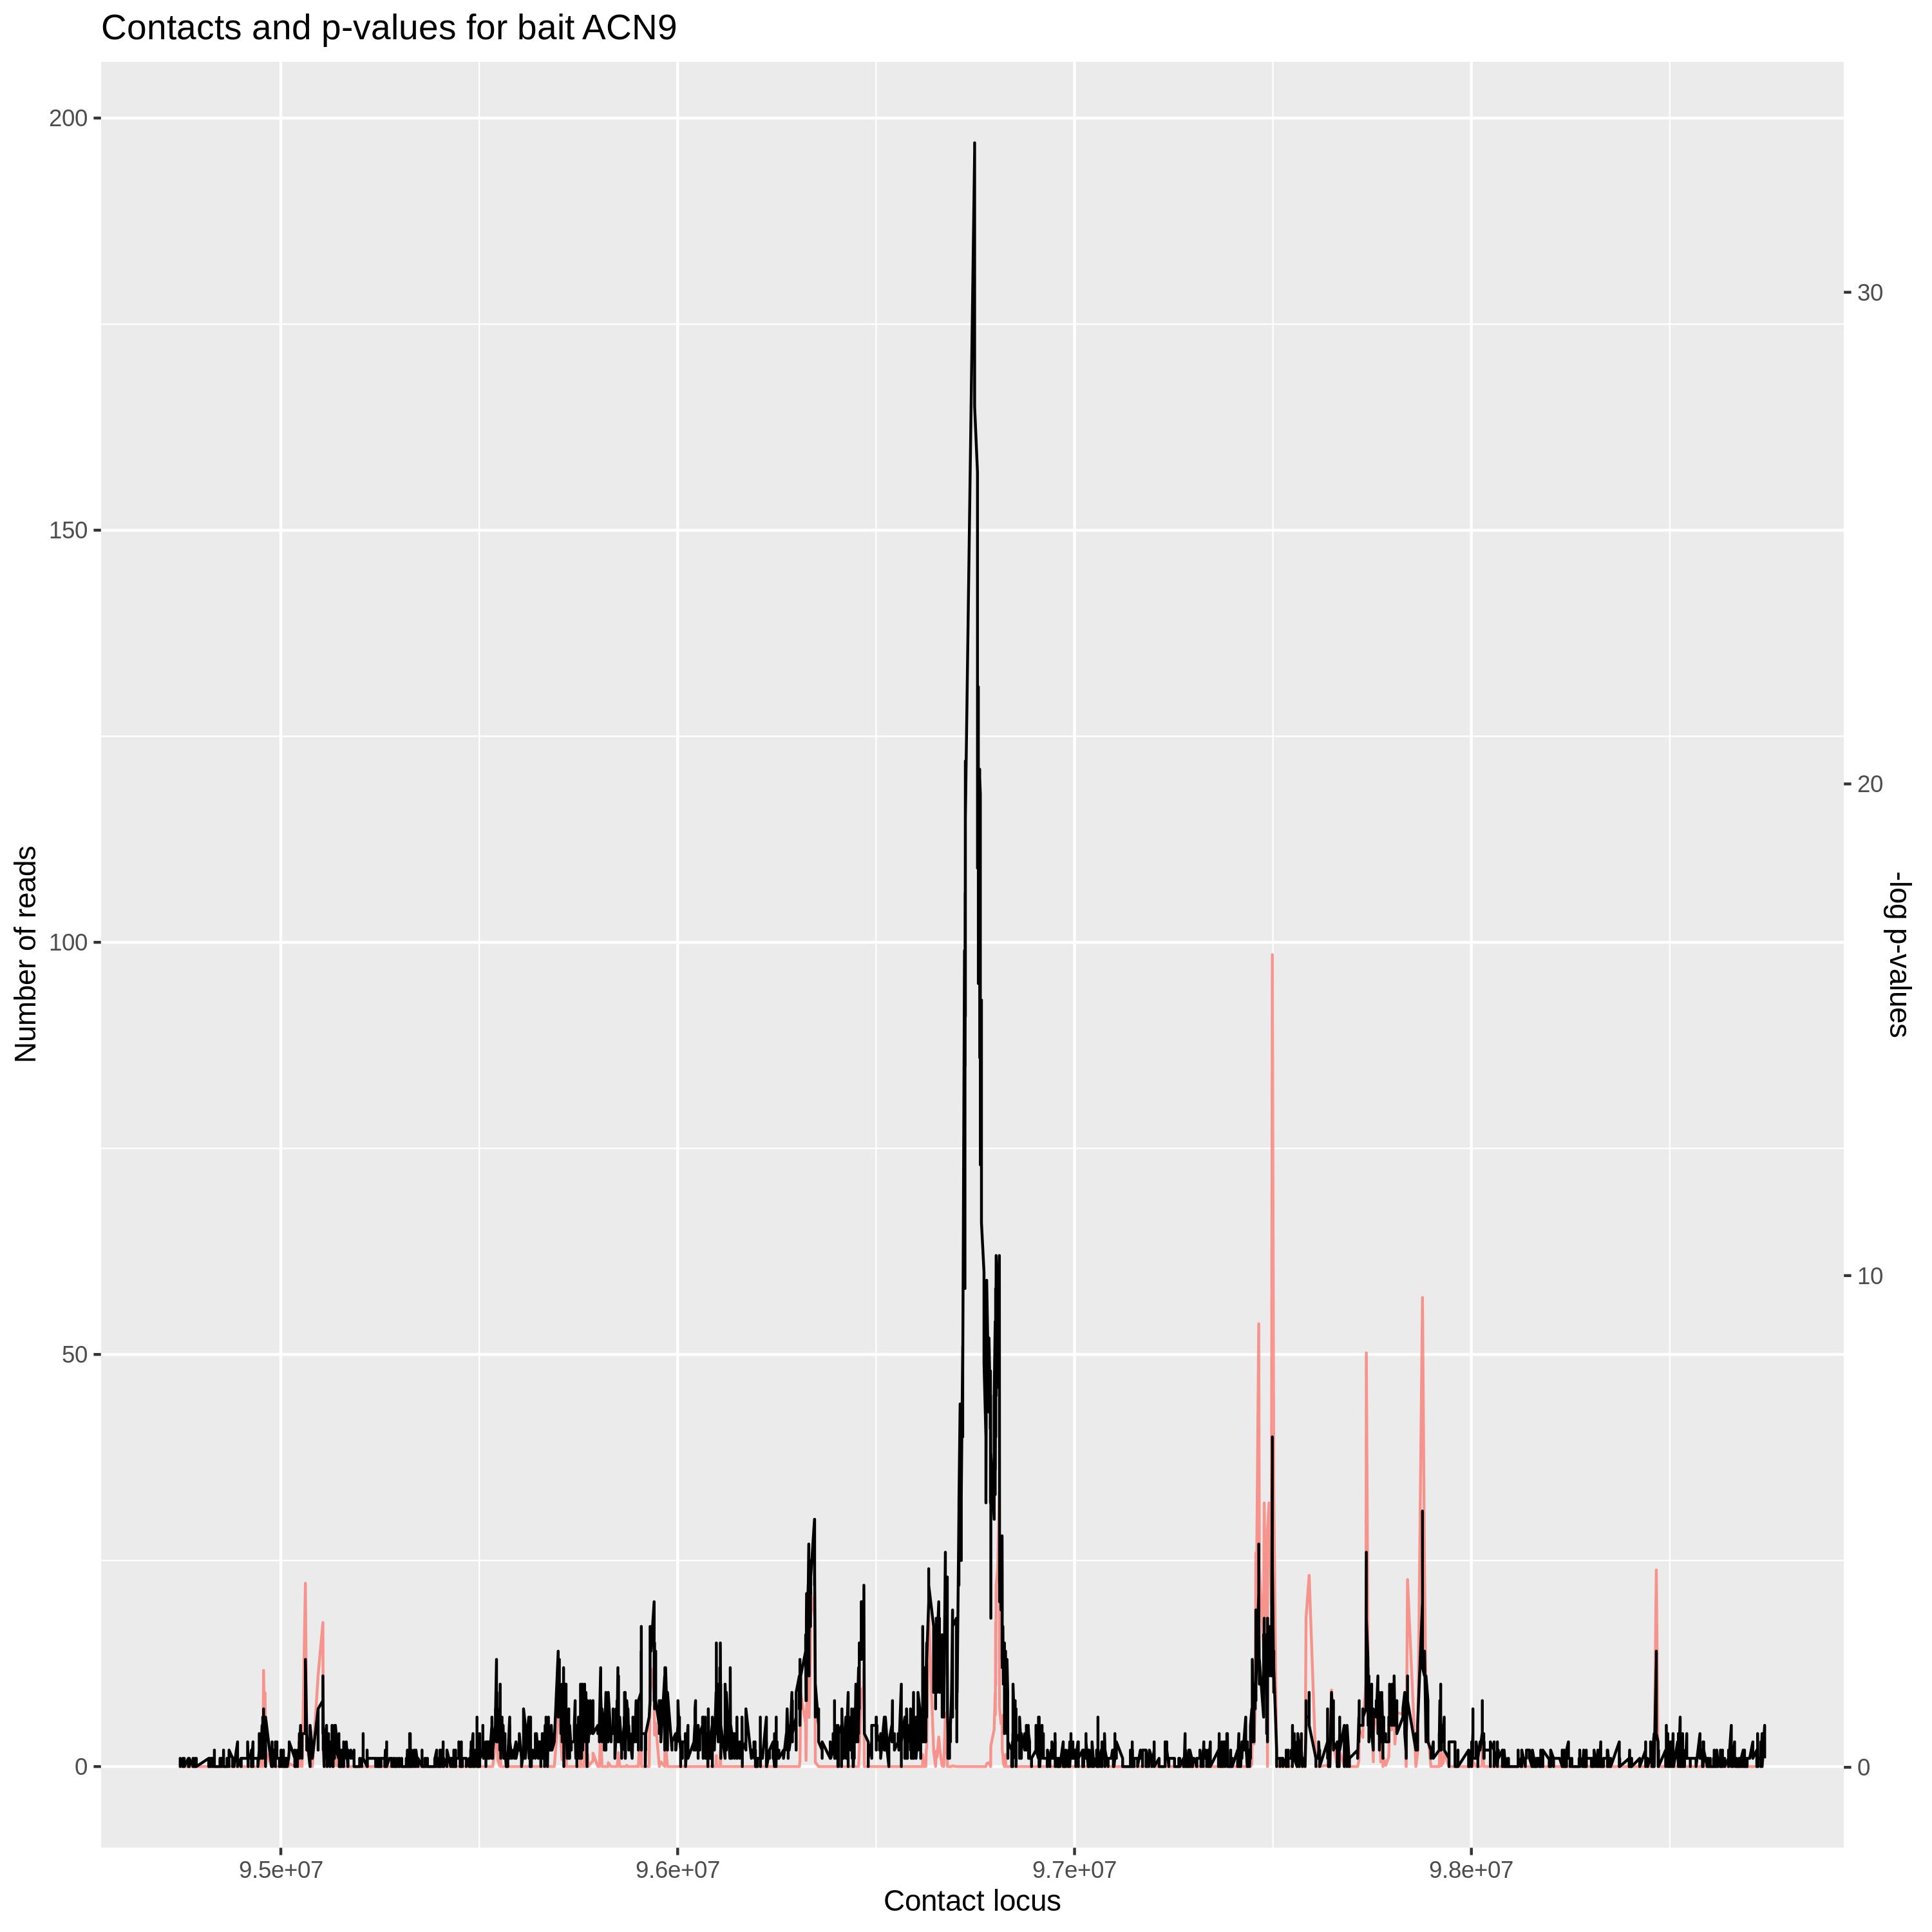 Contacts and p-values for bait ACN9
200
150
100
50
0
Number of reads
30
20
10
0
-log p-values
9.5e+07
9.6e+07
9.7e+07
9.8e+07
Contact locus